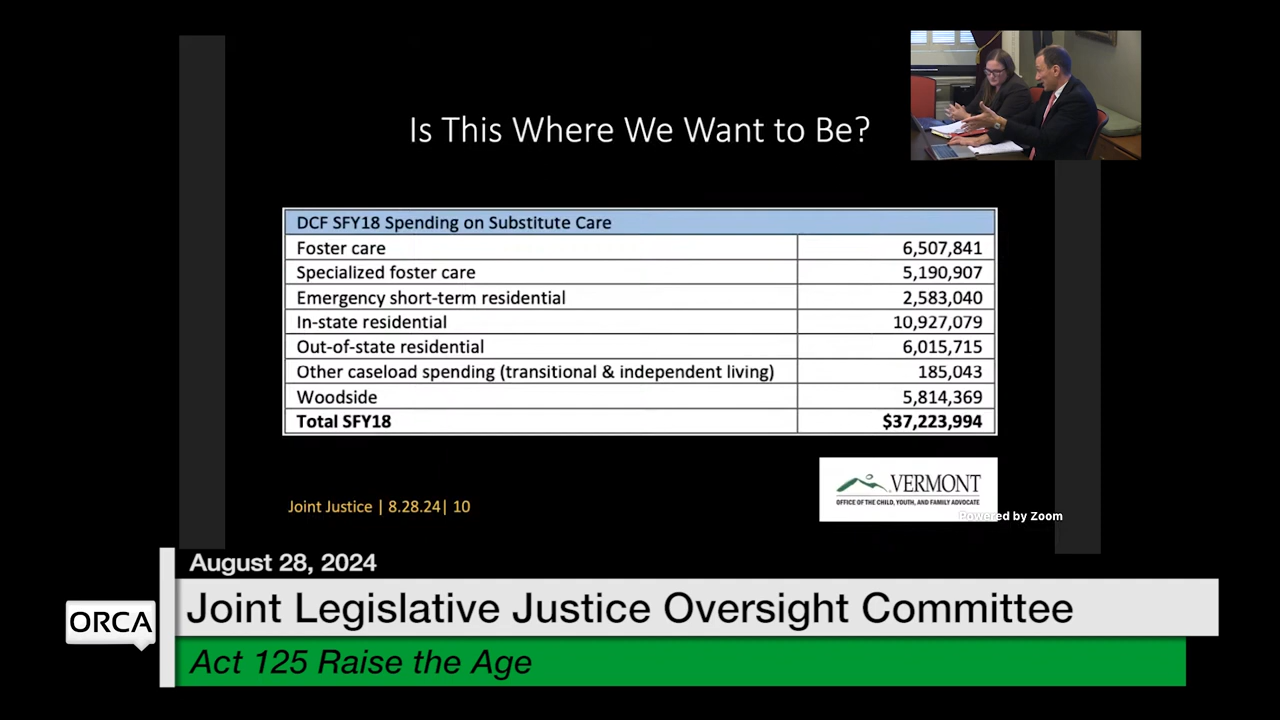 Is This Where We Want to Be?
DCF SFY18 Spending on Substitute Care
Foster care 6,507,841
Specialized foster care 5,190,907
Emergency short-term residential 2,583,040
In-state residential 10,927,079
Out-of-state residential 6,015,715
Other caseload spending (transitional & independent living) 185,043
Woodside 5,814,369
Total SFY18 $37,223,994
VERMONT
OFFICE OF THE CHILD, YOUTH, AND FAMILY ADVOCATE
Joint Justice | 8.28.24| 10
Powered by Zoom
August 28, 2024
ORCA
Joint Legislative Justice Oversight Committee
Act 125 Raise the Age